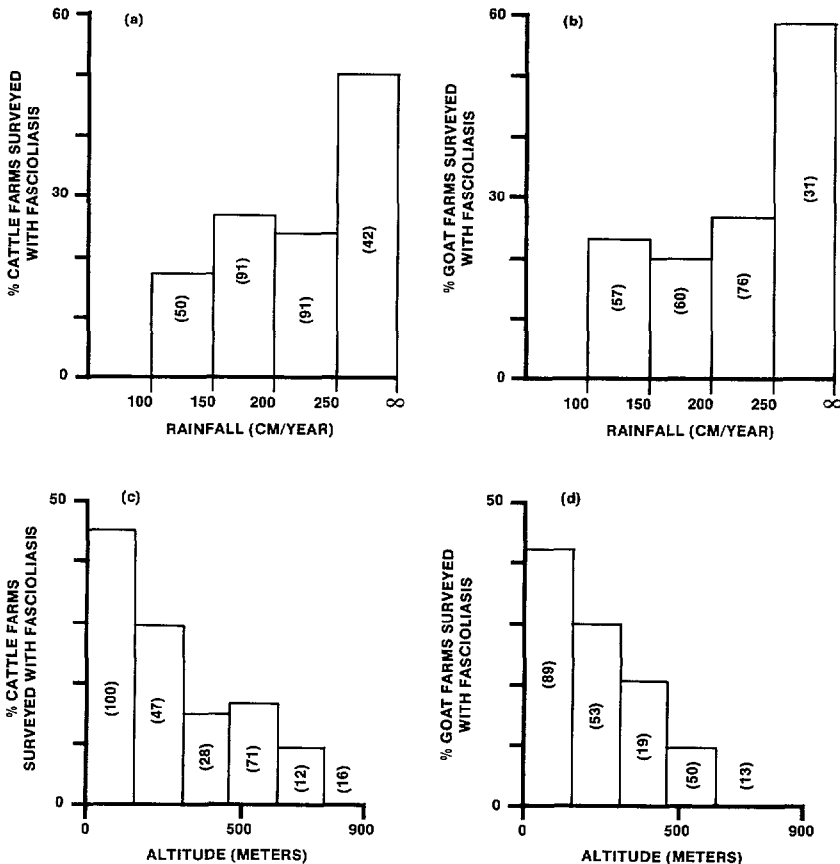 (a)
60
30
0
% CATTLE FARMS SURVEYED
WITH FASCIOLIASIS
(50)
(91)
(91)
(42)
100 150 200 250 ∞
RAINFALL (CM/YEAR)
(b)
60
30
0
% GOAT FARMS SURVEYED
WITH FASCIOLIASIS
(57)
(60)
(76)
(31)
100 150 200 250 ∞
RAINFALL (CM/YEAR)
(c)
50
0
% CATTLE FARMS
SURVEYED WITH FASCIOLIASIS
(100)
(47)
(28)
(71)
(12)
(16)
0 500 900
ALTITUDE (METERS)
(d)
50
0
% GOAT FARMS SURVEYED
WITH FASCIOLIASIS
(89)
(53)
(19)
(50)
(13)
0 500 900
ALTITUDE (METERS)